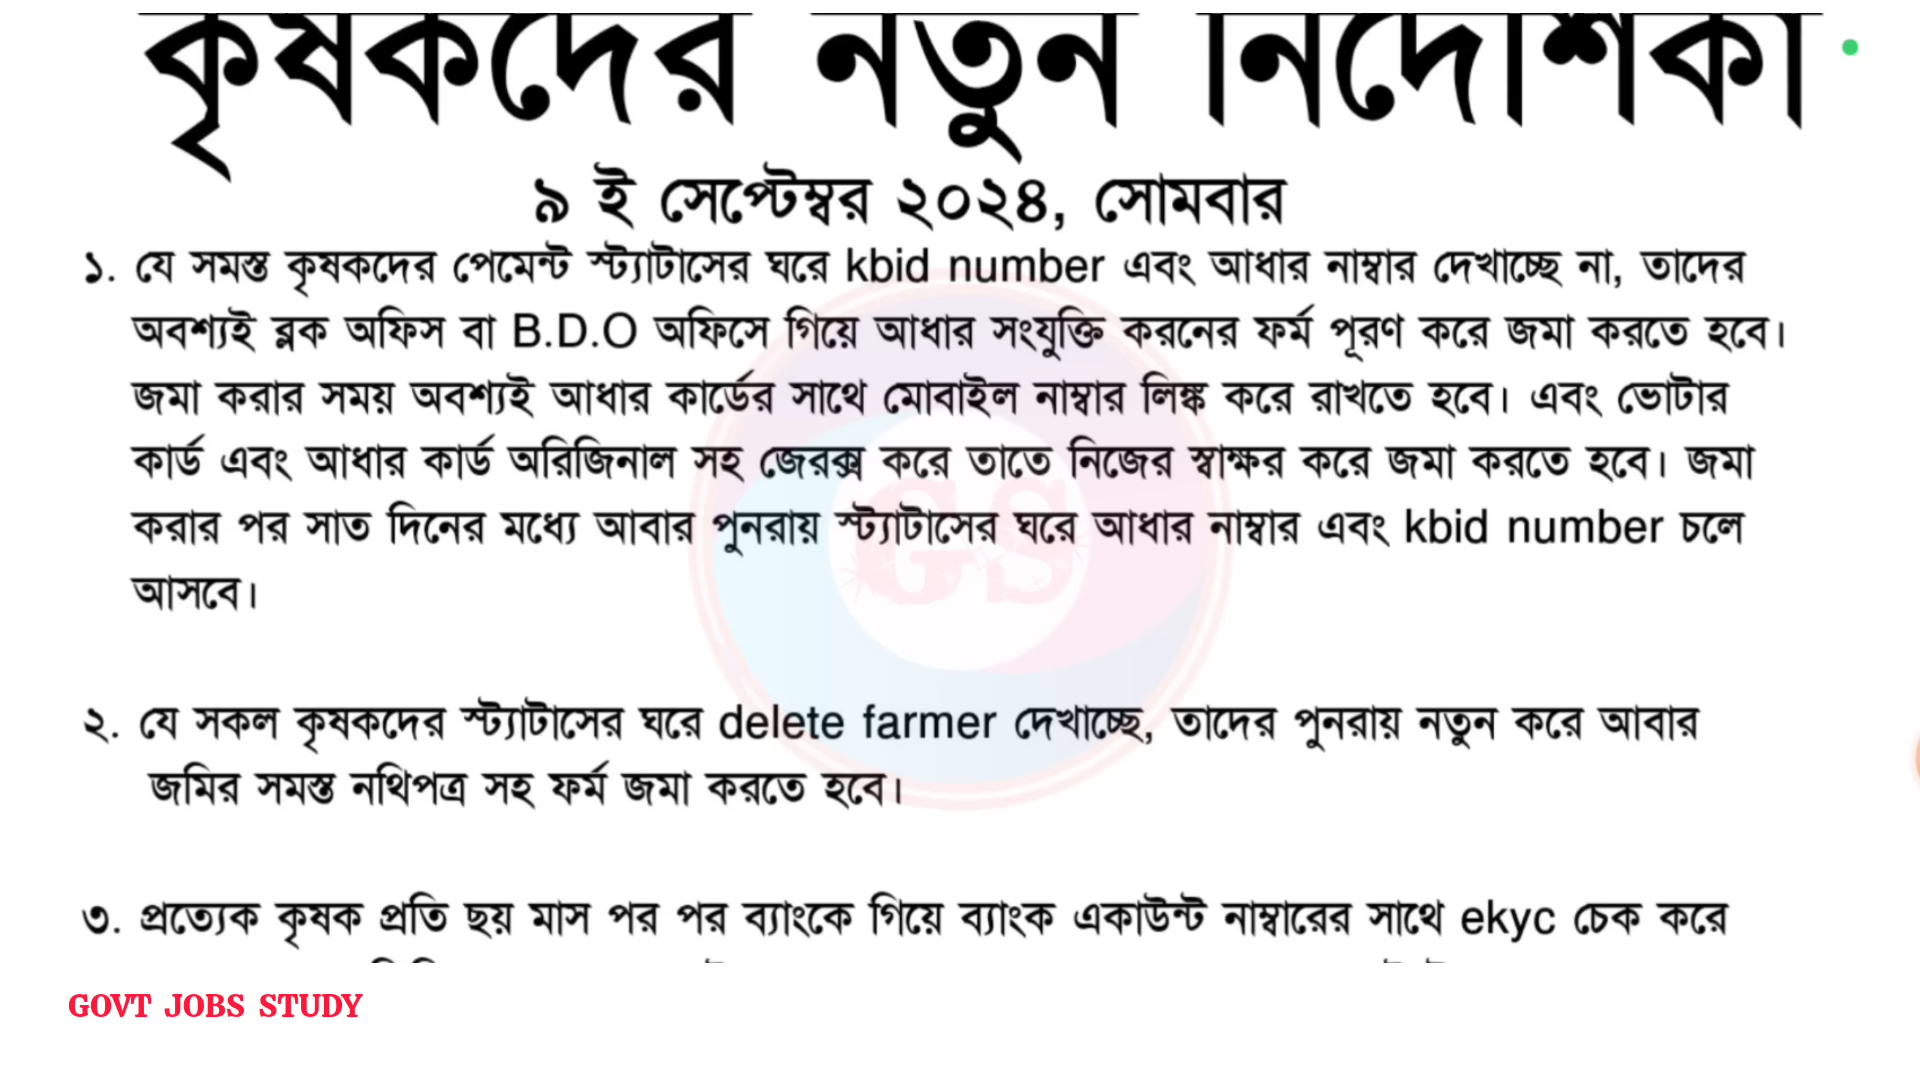 কৃষকদের নতুন নির্দেশিকা
৯ ই সেপ্টেম্বর ২০২৪, সোমবার
১. যে সমস্ত কৃষকদের পেমেন্ট স্ট্যাটাসের ঘরে kbid number এবং আধার নাম্বার দেখাচ্ছে না, তাদের
অবশ্যই ব্লক অফিস বা B.D.O অফিসে গিয়ে আধার সংযুক্তি করনের ফর্ম পূরণ করে জমা করতে হবে।
জমা করার সময় অবশ্যই আধার কার্ডের সাথে মোবাইল নাম্বার লিঙ্ক করে রাখতে হবে। এবং ভোটার
কার্ড এবং আধার কার্ড অরিজিনাল সহ জেরক্স করে তাতে নিজের স্বাক্ষর করে জমা করতে হবে। জমা
করার পর সাত দিনের মধ্যে আবার পুনরায় স্ট্যাটাসের ঘরে আধার নাম্বার এবং kbid number চলে
আসবে।
GS
২. যে সকল কৃষকদের স্ট্যাটাসের ঘরে delete farmer দেখাচ্ছে, তাদের পুনরায় নতুন করে আবার
জমির সমস্ত নথিপত্র সহ ফর্ম জমা করতে হবে।
৩. প্রত্যেক কৃষক প্রতি ছয় মাস পর পর ব্যাংকে গিয়ে ব্যাংক একাউন্ট নাম্বারের সাথে ekyc চেক করে
GOVT JOBS STUDY